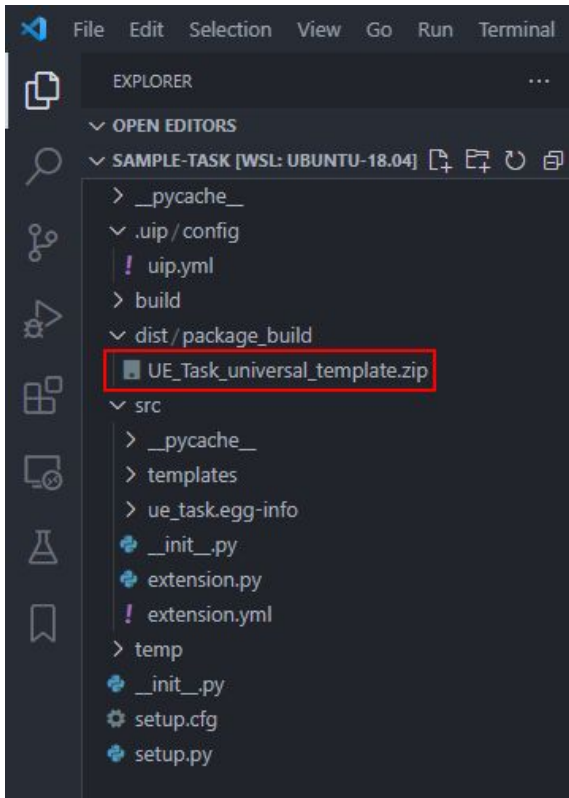 File Edit Selection View Go Run Terminal
EXPLORER ...
OPEN EDITORS
SAMPLE-TASK [WSL: UBUNTU-18.04]
__pycache__
.uip / config
! uip.yml
build
dist / package_build
UE_Task_universal_template.zip
src
__pycache__
templates
ue_task.egg-info
__init__.py
extension.py
! extension.yml
temp
__init__.py
setup.cfg
setup.py